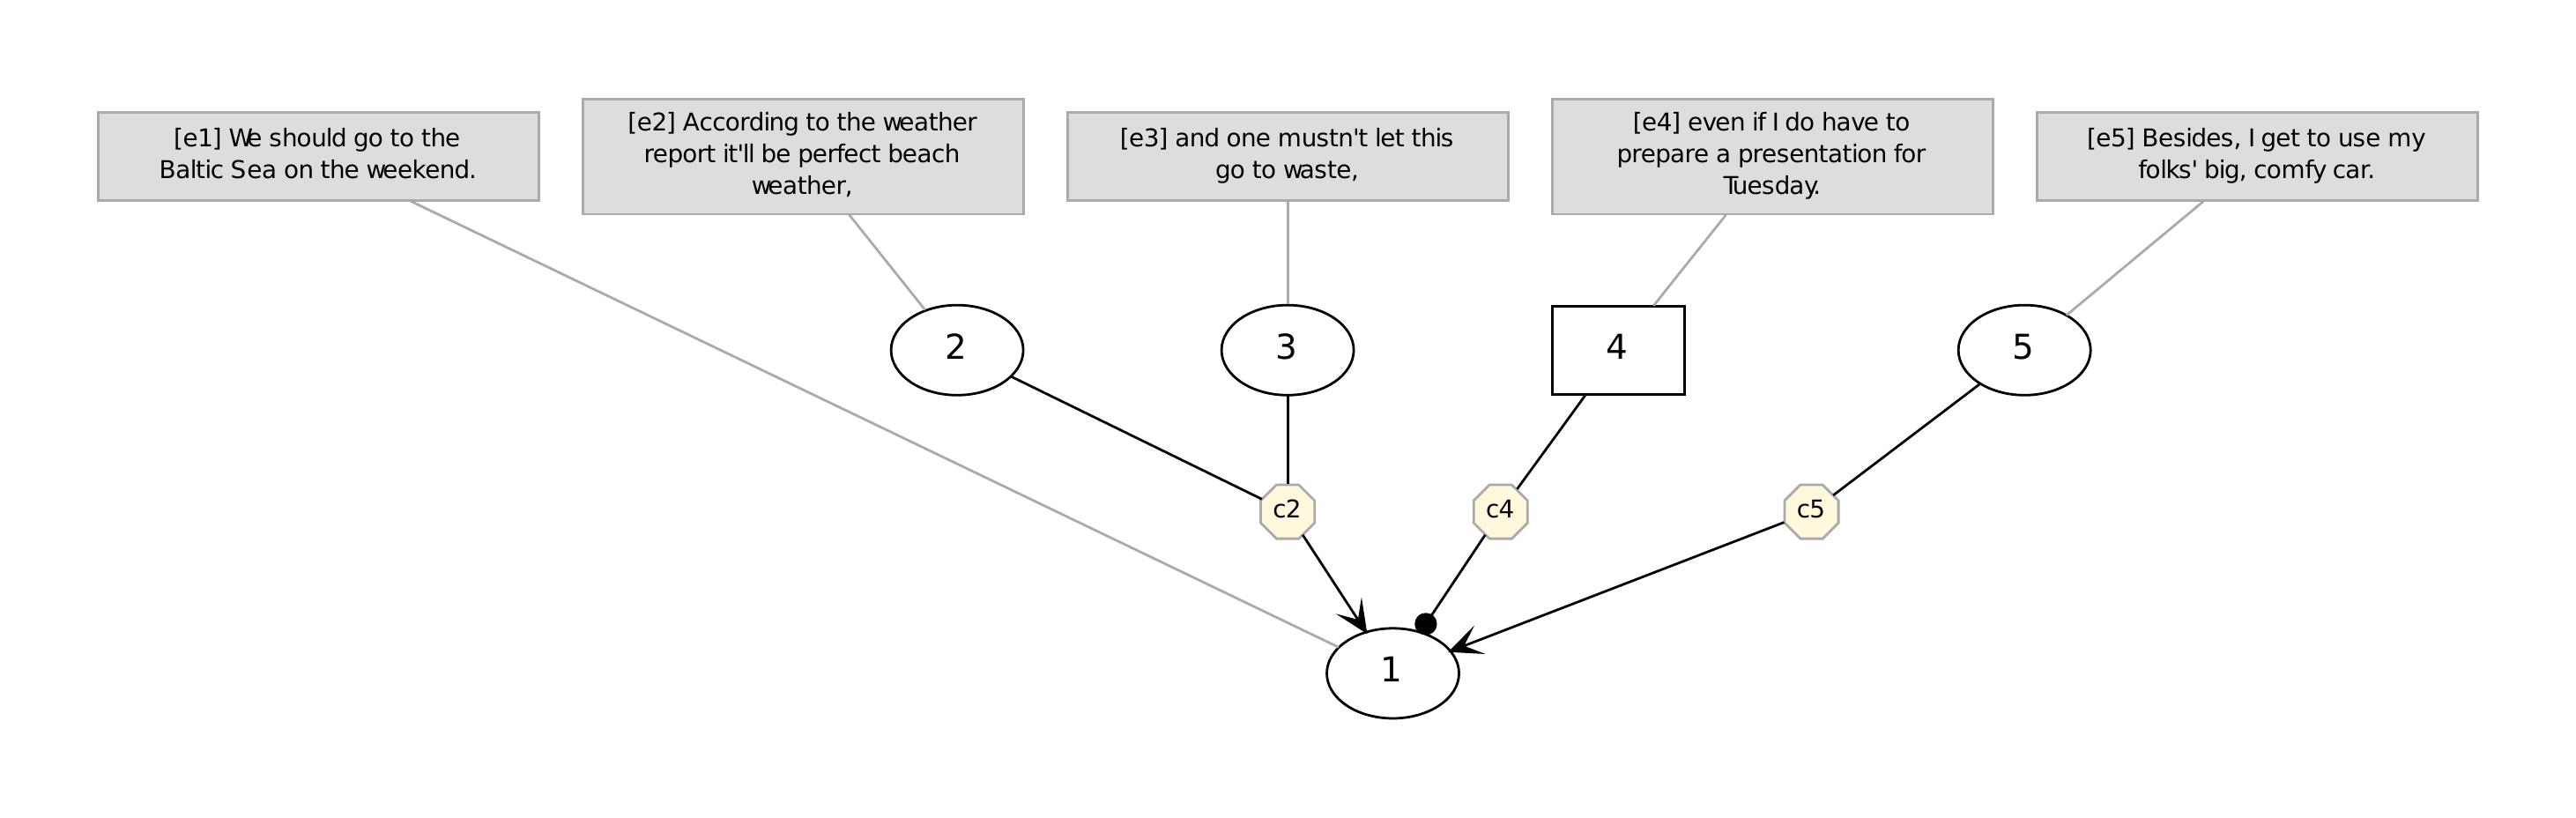 [e1] We should go to the
Baltic Sea on the weekend.
[e2] According to the weather
report it'll be perfect beach
weather,
[e3] and one mustn't let this
go to waste,
[e4] even if I do have to
prepare a presentation for
Tuesday.
[e5] Besides, I get to use my
folks' big, comfy car.
2
3
4
5
c2
c4
c5
1